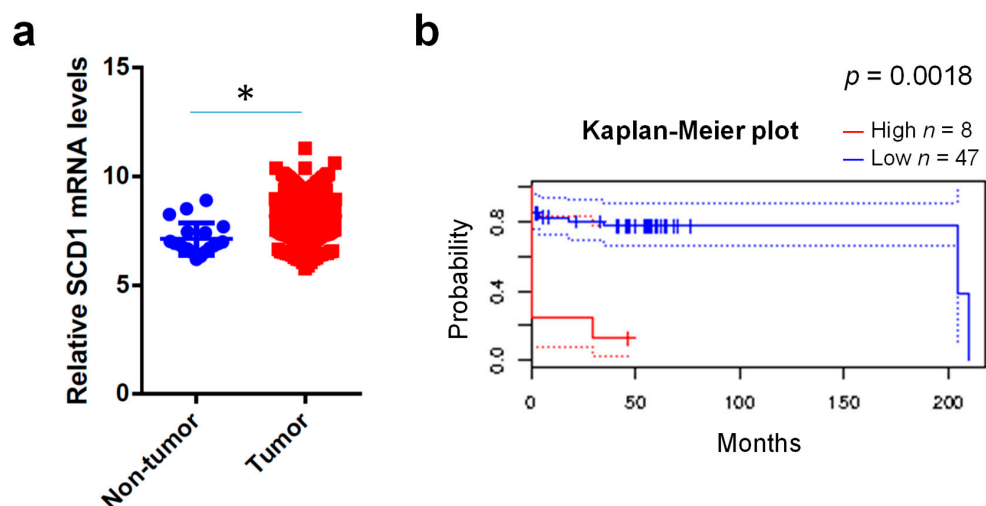 a
Relative SCD1 mRNA levels
15
10
5
0
*
Non-tumor
Tumor
b
p = 0.0018
Kaplan-Meier plot
High n = 8
Low n = 47
Probability
0.8
0.4
0.0
0
50
100
150
200
Months